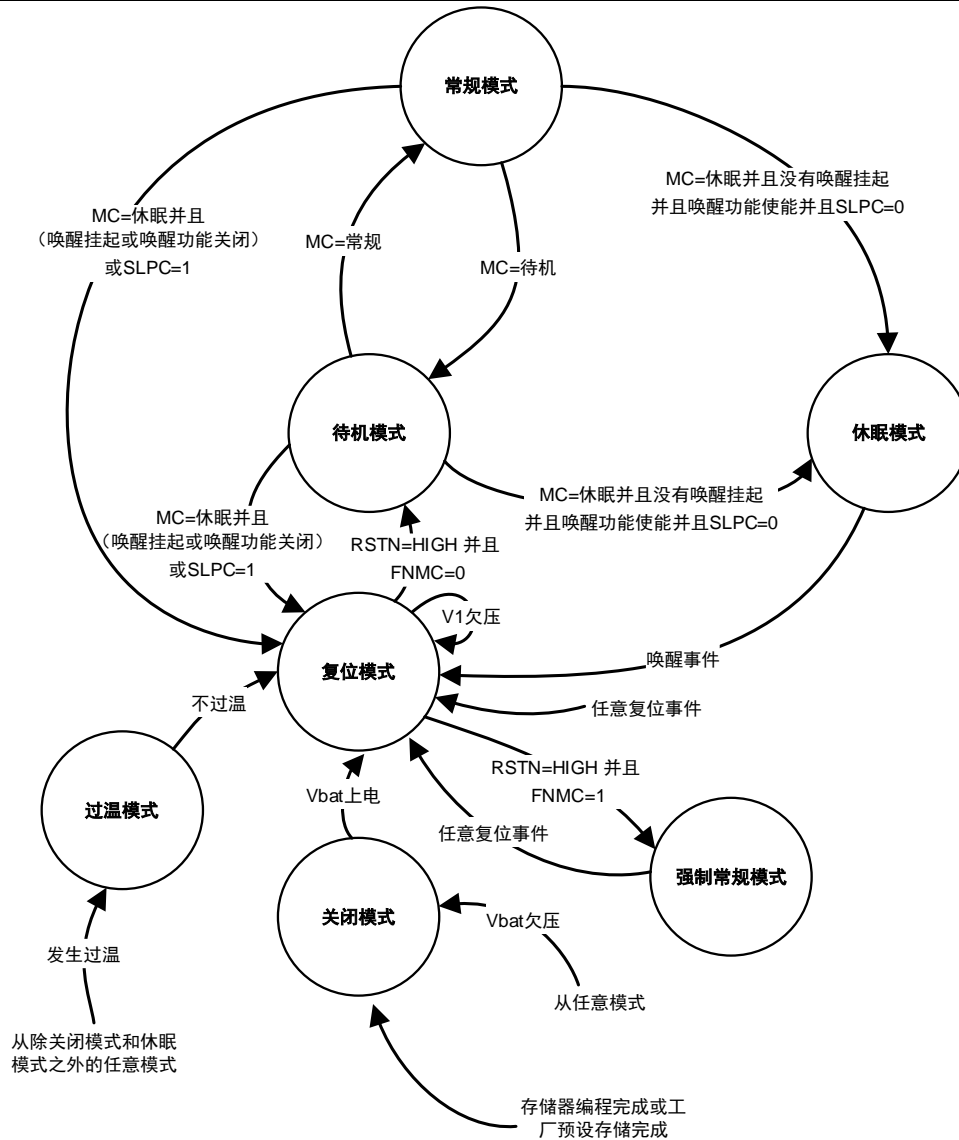 常规模式
MC=休眠并且没有唤醒挂起
并且唤醒功能使能并且SLPC=0
MC=休眠并且
（唤醒挂起或唤醒功能关闭）
或SLPC=1
MC=常规
MC=待机
待机模式
休眠模式
MC=休眠并且没有唤醒挂起
并且唤醒功能使能并且SLPC=0
MC=休眠并且
（唤醒挂起或唤醒功能关闭）
或SLPC=1
RSTN=HIGH 并且
FNMC=0
V1欠压
复位模式
唤醒事件
任意复位事件
不过温
RSTN=HIGH 并且
FNMC=1
Vbat上电
过温模式
任意复位事件
强制常规模式
关闭模式
Vbat欠压
发生过温
从任意模式
从除关闭模式和休眠
模式之外的任意模式
存储器编程完成或工
厂预设存储完成